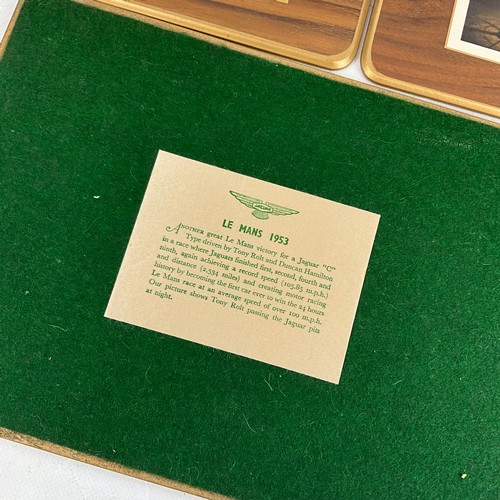 JAGUAR
LE MANS 1953
Another great Le Mans victory for a Jaguar "C"
Type driven by Tony Rolt and Duncan Hamilton
in a race where Jaguars finished first, second, fourth and
ninth, again achieving a record speed (105.85 m.p.h.)
and distance (2,534 miles) and creating motor racing
history by becoming the first car ever to win the 24 hours
Le Mans race at an average speed of over 100 m.p.h.
Our picture shows Tony Rolt passing the Jaguar pits
at night.